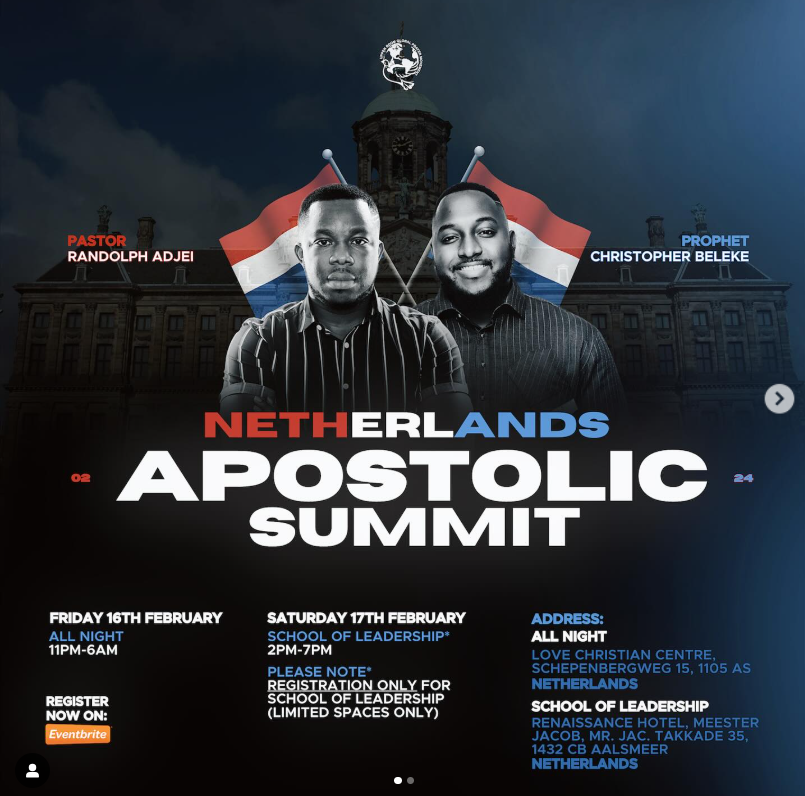 PASTOR
RANDOLPH ADJEI
PROPHET
CHRISTOPHER BELEKE
NETHERLANDS
02
APOSTOLIC
24
SUMMIT
FRIDAY 16TH FEBRUARY
ALL NIGHT
11PM-6AM
REGISTER
NOW ON:
Eventbrite
SATURDAY 17TH FEBRUARY
SCHOOL OF LEADERSHIP*
2PM-7PM
PLEASE NOTE*
REGISTRATION ONLY FOR
SCHOOL OF LEADERSHIP
(LIMITED SPACES ONLY)
ADDRESS:
ALL NIGHT
LOVE CHRISTIAN CENTRE,
SCHEPENBERGWEG 15, 1105 AS
NETHERLANDS
SCHOOL OF LEADERSHIP
RENAISSANCE HOTEL, MEESTER
JACOB, MR. JAC. TAKKADE 35,
1432 CB AALSMEER
NETHERLANDS